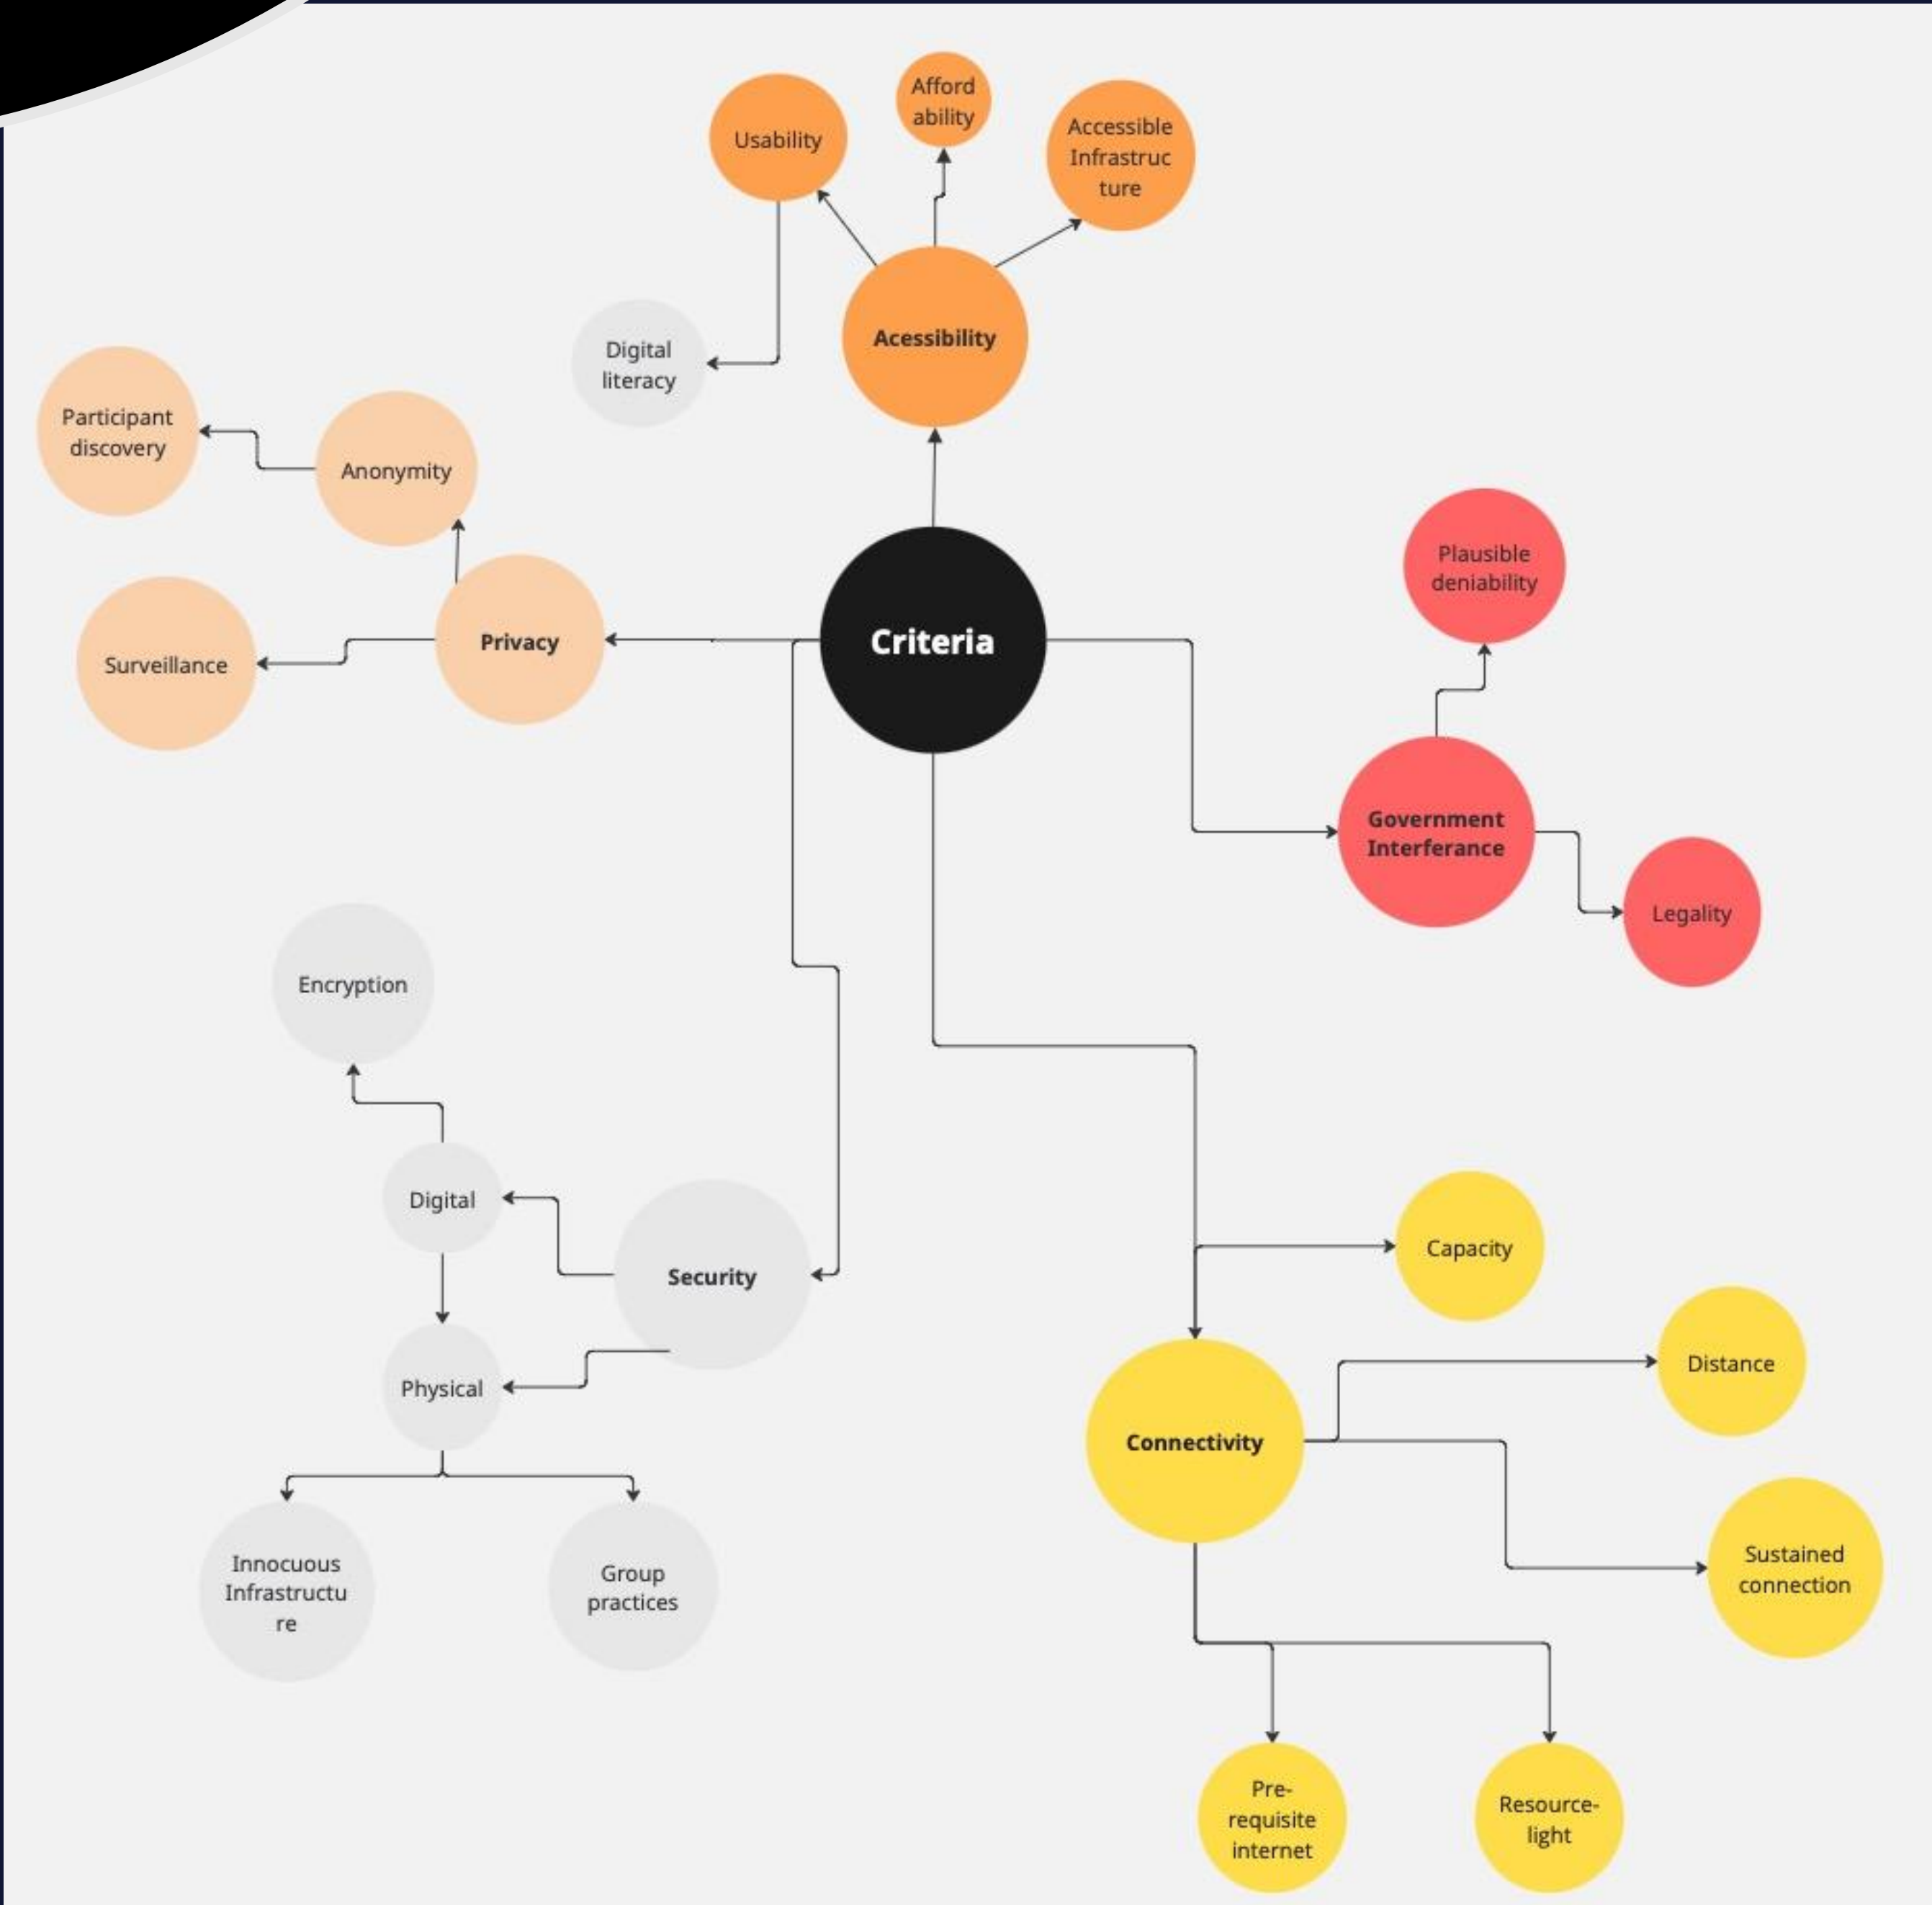 Afford
ability
Usability
Accessible
Infrastruc
ture
Acessibility
Digital
literacy
Participant
discovery
Anonymity
Surveillance
Privacy
Criteria
Plausible
deniability
Government
Interferance
Legality
Encryption
Digital
Security
Physical
Innocuous
Infrastructu
re
Group
practices
Capacity
Distance
Connectivity
Sustained
connection
Pre-
requisite
internet
Resource-
light